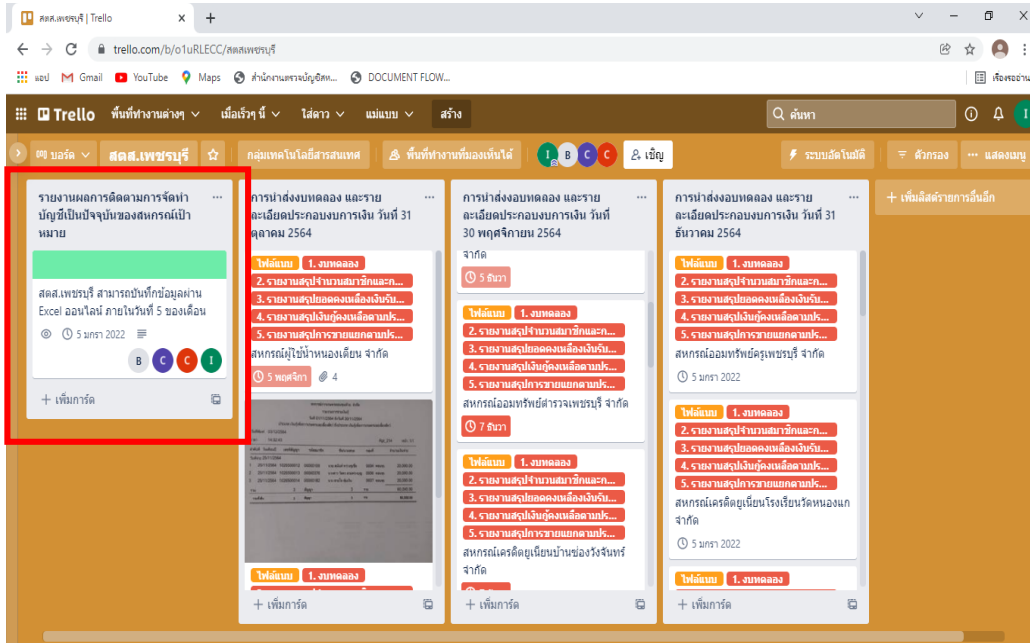 สตส.เพชรบุรี | Trello
trello.com/b/o1uRLECC/สตสเพชรบุรี
แอป Gmail YouTube Maps สำนักงานตรวจบัญชีสห... DOCUMENT FLOW...
Trello พื้นที่ทำงานต่างๆ เมื่อเร็วๆ นี้ ใส่ดาว แม่แบบ สร้าง ค้นหา I
บอร์ด สตส.เพชรบุรี กลุ่มเทคโนโลยีสารสนเทศ พื้นที่ทำงานที่มองเห็นได้ I B C C เชิญ ระบบอัตโนมัติ ตัวกรอง แสดงเมนู
รายงานผลการติดตามการจัดทำ
บัญชีเป็นปัจจุบันของสหกรณ์เป้า
หมาย
สตส.เพชรบุรี สามารถบันทึกข้อมูลผ่าน
Excel ออนไลน์ ภายในวันที่ 5 ของเดือน
5 มกรา 2022
B C C I
+ เพิ่มการ์ด
การนำส่งงบทดลอง และราย
ละเอียดประกอบงบการเงิน วันที่ 31
ตุลาคม 2564
ไฟล์แนบ 1. งบทดลอง
2. รายงานสรุปจำนวนสมาชิกและก...
3. รายงานสรุปยอดคงเหลือเงินรับ...
4. รายงานสรุปเงินกู้คงเหลือตามปร...
5. รายงานสรุปการขายแยกตามปร...
สหกรณ์ผู้ใช้น้ำหนองเตียน จำกัด
5 พฤศจิกา 4
ไฟล์แนบ 1. งบทดลอง
+ เพิ่มการ์ด
การนำส่งงบทดลอง และราย
ละเอียดประกอบงบการเงิน วันที่
30 พฤศจิกายน 2564
จำกัด
5 ธันวา
ไฟล์แนบ 1. งบทดลอง
2. รายงานสรุปจำนวนสมาชิกและก...
3. รายงานสรุปยอดคงเหลือเงินรับ...
4. รายงานสรุปเงินกู้คงเหลือตามปร...
5. รายงานสรุปการขายแยกตามปร...
สหกรณ์ออมทรัพย์ตำรวจเพชรบุรี จำกัด
7 ธันวา
ไฟล์แนบ 1. งบทดลอง
2. รายงานสรุปจำนวนสมาชิกและก...
3. รายงานสรุปยอดคงเหลือเงินรับ...
4. รายงานสรุปเงินกู้คงเหลือตามปร...
5. รายงานสรุปการขายแยกตามปร...
สหกรณ์เครดิตยูเนี่ยนบ้านช่องวังจันทร์
จำกัด
+ เพิ่มการ์ด
การนำส่งงบทดลอง และราย
ละเอียดประกอบงบการเงิน วันที่ 31
ธันวาคม 2564
ไฟล์แนบ 1. งบทดลอง
2. รายงานสรุปจำนวนสมาชิกและก...
3. รายงานสรุปยอดคงเหลือเงินรับ...
4. รายงานสรุปเงินกู้คงเหลือตามปร...
5. รายงานสรุปการขายแยกตามปร...
สหกรณ์ออมทรัพย์ครูเพชรบุรี จำกัด
5 มกรา 2022
ไฟล์แนบ 1. งบทดลอง
2. รายงานสรุปจำนวนสมาชิกและก...
3. รายงานสรุปยอดคงเหลือเงินรับ...
4. รายงานสรุปเงินกู้คงเหลือตามปร...
5. รายงานสรุปการขายแยกตามปร...
สหกรณ์เครดิตยูเนี่ยนโรงเรียนวัดหนองแก
จำกัด
5 มกรา 2022
ไฟล์แนบ 1. งบทดลอง
+ เพิ่มการ์ด
+ เพิ่มลิสต์รายการอื่นอีก